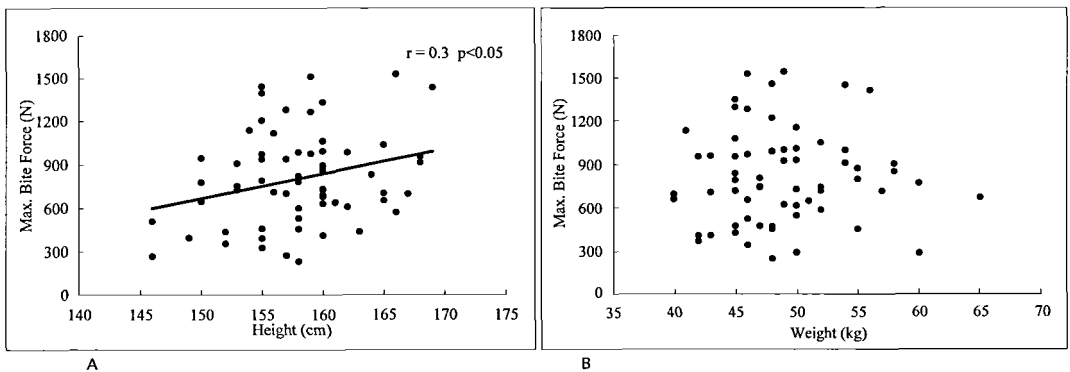 1800
1500
1200
900
600
300
0
Max. Bite Force (N)
r = 0.3 p<0.05
140 145 150 155 160 165 170 175
Height (cm)
A
1800
1500
1200
900
600
300
0
Max. Bite Force (N)
35 40 45 50 55 60 65 70
Weight (kg)
B